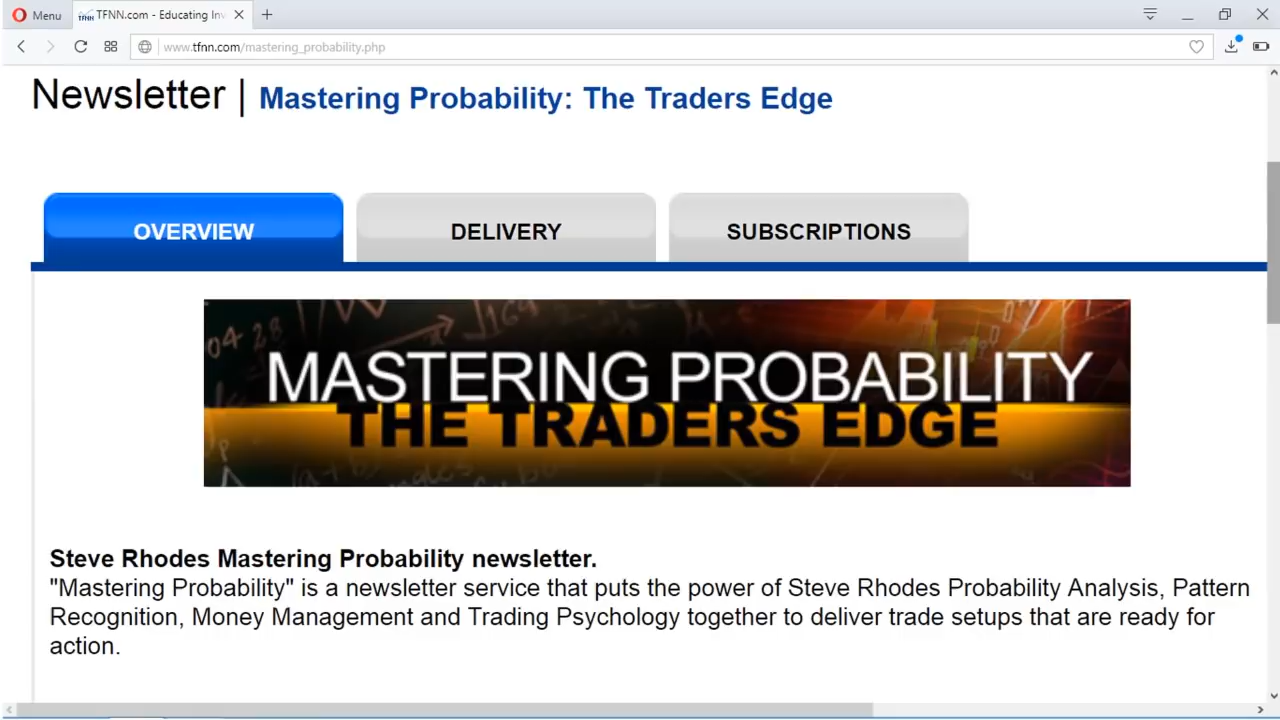 Menu
TFNN.com - Educating Inv
www.tfnn.com/mastering_probability.php
Newsletter | Mastering Probability: The Traders Edge
OVERVIEW
DELIVERY
SUBSCRIPTIONS
04 28
169
MASTERING PROBABILITY
THE TRADERS EDGE
Steve Rhodes Mastering Probability newsletter.
"Mastering Probability" is a newsletter service that puts the power of Steve Rhodes Probability Analysis, Pattern
Recognition, Money Management and Trading Psychology together to deliver trade setups that are ready for
action.